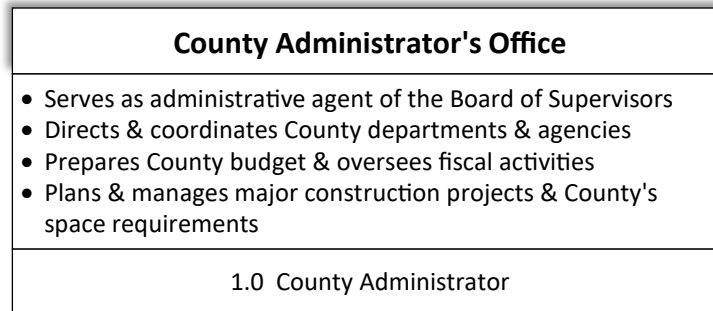 County Administrator's Office
• Serves as administrative agent of the Board of Supervisors
• Directs & coordinates County departments & agencies
• Prepares County budget & oversees fiscal activities
• Plans & manages major construction projects & County's
space requirements
1.0 County Administrator